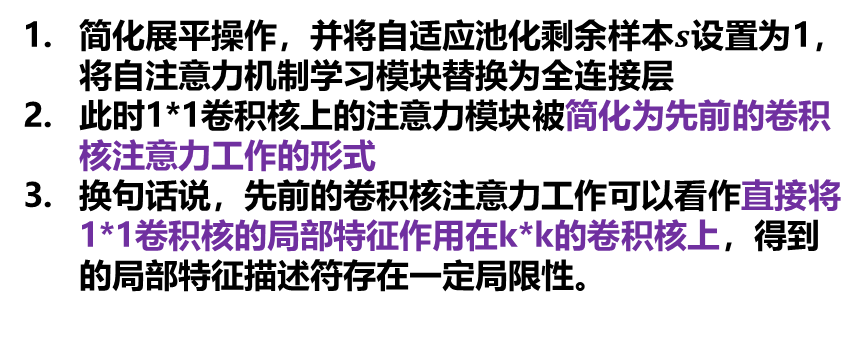 1. 简化展平操作，并将自适应池化剩余样本s设置为1，
将自注意力机制学习模块替换为全连接层
2. 此时1*1卷积核上的注意力模块被简化为先前的卷积
核注意力工作的形式
3. 换句话说，先前的卷积核注意力工作可以看作直接将
1*1卷积核的局部特征作用在k*k的卷积核上，得到
的局部特征描述符存在一定局限性。